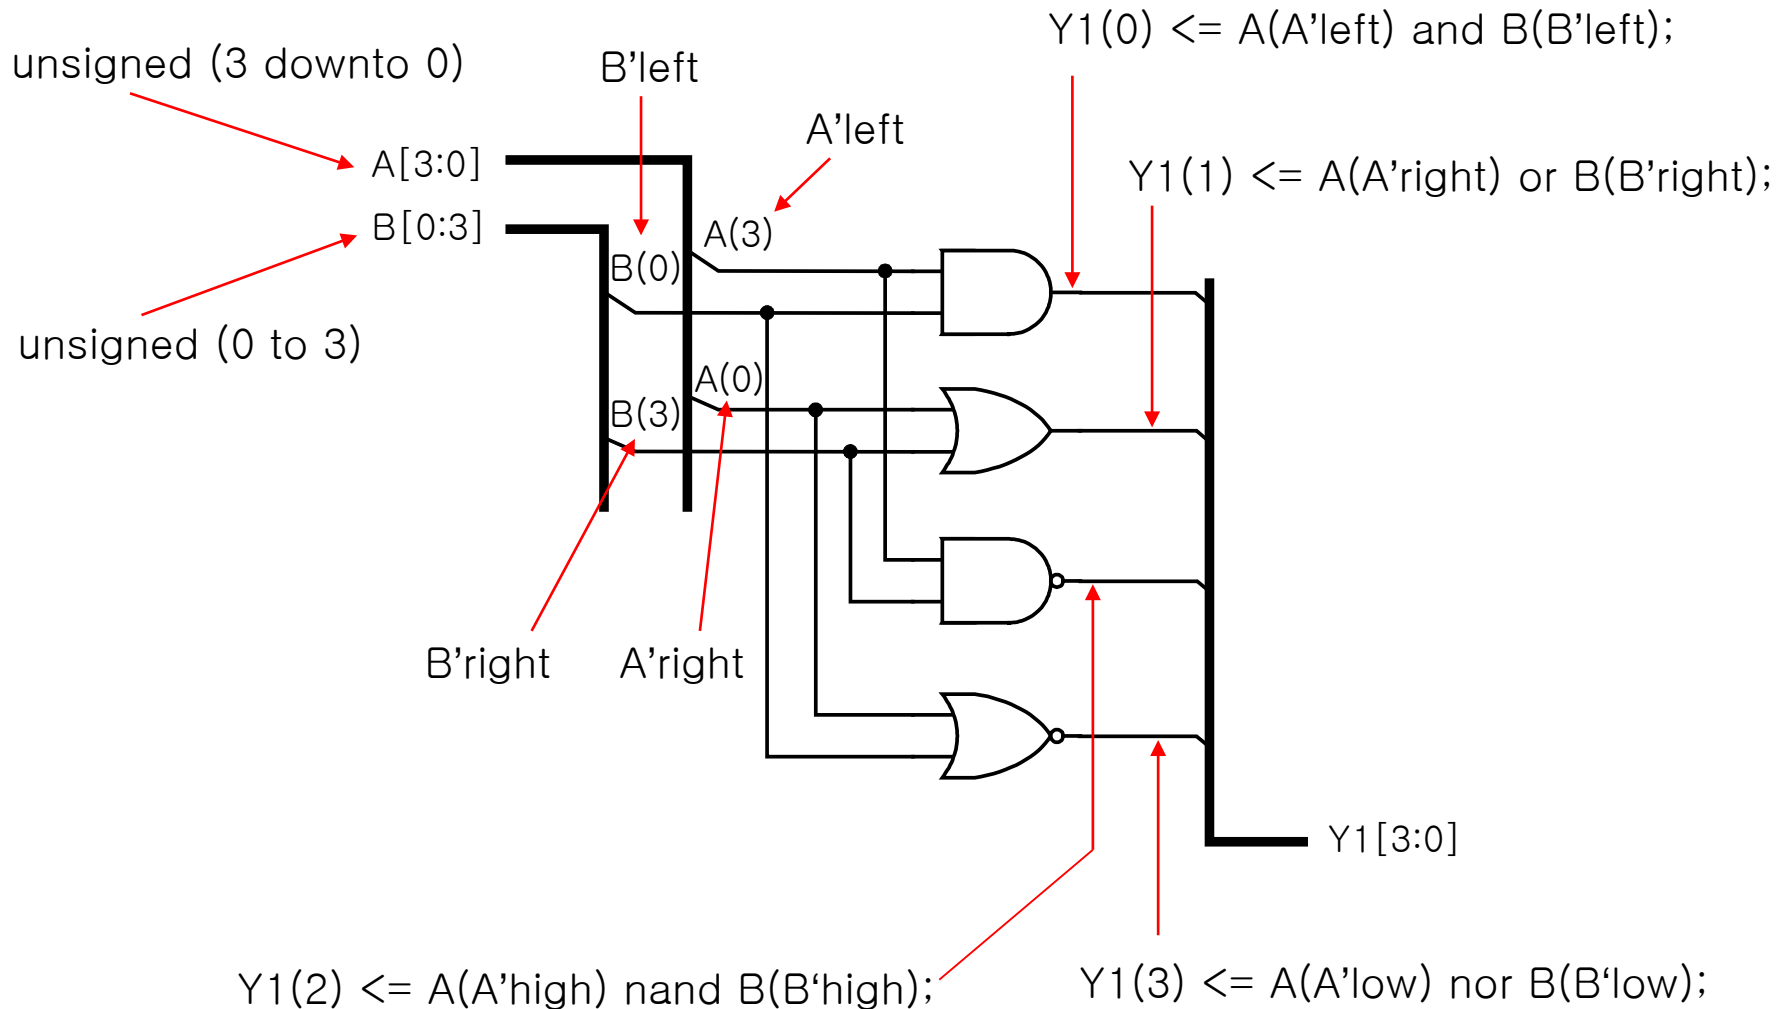 Y1(0) <= A(A’left) and B(B’left);
unsigned (3 downto 0)
B’left
A’left
A[3:0]
Y1(1) <= A(A’right) or B(B’right);
B[0:3]
A(3)
B(0)
unsigned (0 to 3)
A(0)
B(3)
B’right
A’right
Y1[3:0]
Y1(2) <= A(A’high) nand B(B‘high);
Y1(3) <= A(A’low) nor B(B‘low);